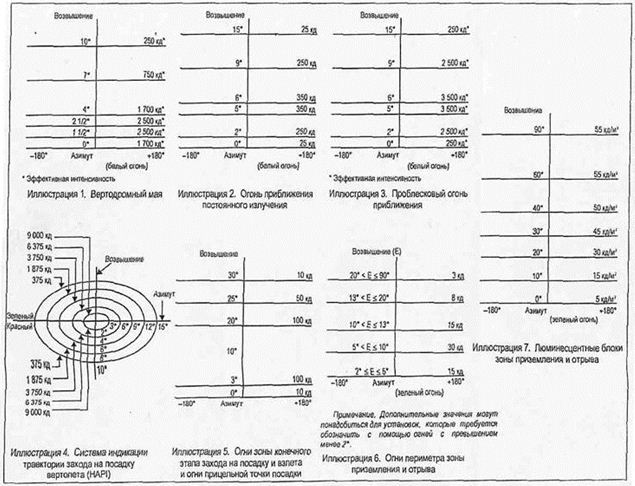 Возвышение
10° 250 кд*
7° 750 кд*
4° 1 700 кд*
2 1/2° 2 500 кд*
1 1/2° 2 500 кд*
0° 1 700 кд*
–180° Азимут +180°
(белый огонь)
* Эффективная интенсивность
Иллюстрация 1. Вертодромный маяк
Возвышение
15° 25 кд
9° 250 кд
6° 350 кд
5° 350 кд
2° 250 кд
0° 25 кд
–180° Азимут +180°
(белый огонь)
Иллюстрация 2. Огонь приближения
постоянного излучения
Возвышение
15° 250 кд*
9° 2 500 кд*
6° 3 500 кд*
5° 3 500 кд*
2° 2 500 кд*
0° 250 кд*
–180° Азимут +180°
(белый огонь)
* Эффективная интенсивность
Иллюстрация 3. Проблесковый огонь
приближения
9 000 кд
6 375 кд
3 750 кд
1 875 кд
375 кд
Возвышение
Азимут
Зеленый
Красный
3° 6° 9° 12° 15°
2°
4°
6°
8°
10°
375 кд
1 875 кд
3 750 кд
6 375 кд
9 000 кд
Иллюстрация 4. Система индикации
траектории захода на посадку
вертолета (HAPI)
Возвышение
30° 10 кд
25° 50 кд
20° 100 кд
10°
3° 100 кд
0° 10 кд
–180° Азимут +180°
Иллюстрация 5. Огни зоны конечного
этапа захода на посадку и взлета
и огни прицельной точки посадки
Возвышение (E)
20° < E ≤ 90° 3 кд
13° < E ≤ 20° 8 кд
10° < E ≤ 13° 15 кд
5° < E ≤ 10° 30 кд
2° ≤ E ≤ 5° 15 кд
–180° Азимут +180°
(зеленый огонь)
Примечание. Дополнительные значения могут
понадобиться для установок, которые требуется
обозначить с помощью огней с превышением
менее 2°.
Иллюстрация 6. Огни периметра зоны
приземления и отрыва
Возвышение
90° 55 кд/м²
60° 55 кд/м²
40° 50 кд/м²
30° 45 кд/м²
20° 30 кд/м²
10° 15 кд/м²
0° 5 кд/м²
–180° Азимут +180°
(зеленый огонь)
Иллюстрация 7. Люминесцентные блоки
зоны приземления и отрыва